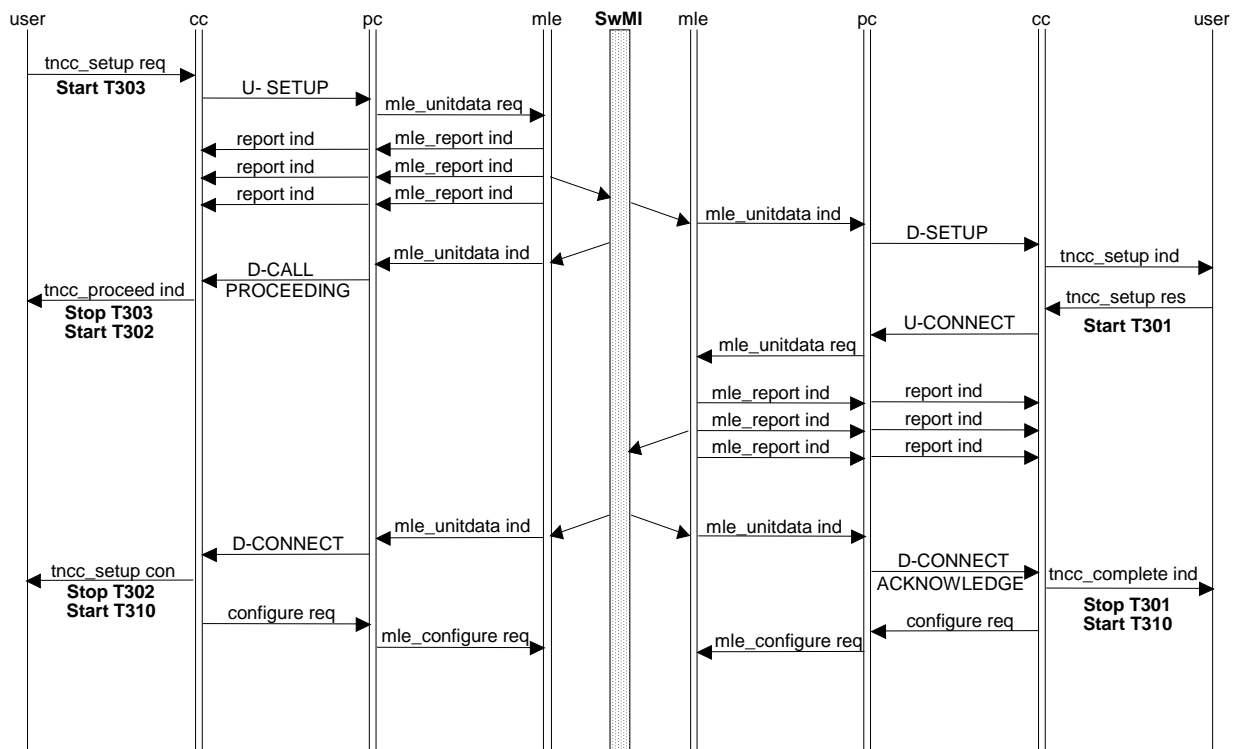 user cc pc mle SwMI mle pc cc user
tncc_setup req
Start T303
U- SETUP
mle_unitdata req
report ind
mle_report ind
report ind
mle_report ind
report ind
mle_report ind
mle_unitdata ind
D-SETUP
tncc_setup ind
mle_unitdata ind
D-CALL
PROCEEDING
tncc_proceed ind
Stop T303
Start T302
tncc_setup res
Start T301
U-CONNECT
mle_unitdata req
mle_report ind
report ind
mle_report ind
report ind
mle_report ind
report ind
mle_unitdata ind
D-CONNECT
tncc_setup con
Stop T302
Start T310
mle_unitdata ind
D-CONNECT
ACKNOWLEDGE
tncc_complete ind
Stop T301
Start T310
configure req
mle_configure req
configure req
mle_configure req